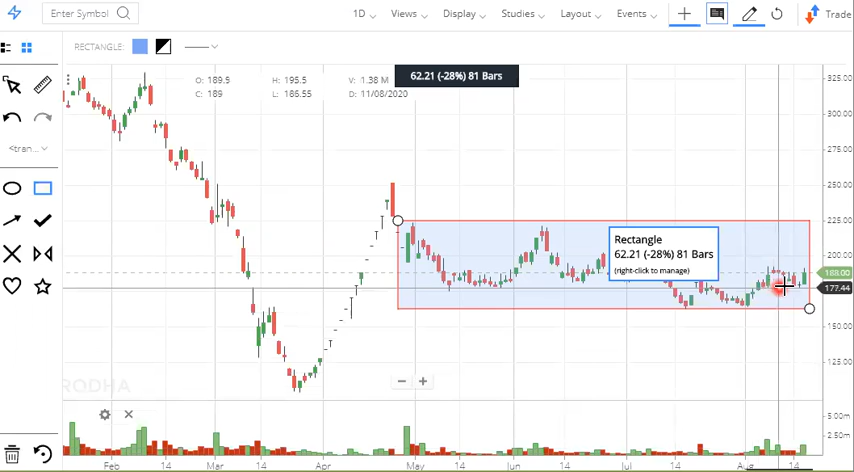 Enter Symbol
1D Views Display Studies Layout Events Trade
RECTANGLE:
O: 189.5 H: 195.5 V: 1.38 M
C: 189 L: 186.55 D: 11/08/2020
62.21 (-28%) 81 Bars
<tran...
325.00
300.00
275.00
250.00
225.00
Rectangle
62.21 (-28%) 81 Bars
(right-click to manage)
200.00
189.00
177.44
150.00
125.00
RODHA
5.00m
2.50m
Feb 14 Mar 14 Apr May 14 Jun 14 Jul 14 Aug 14